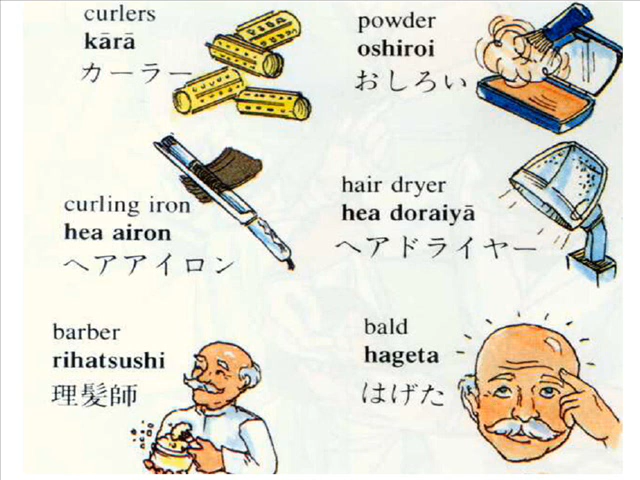 curlers
kārā
カーラー
powder
oshiroi
おしろい
curling iron
hea airon
ヘアアイロン
hair dryer
hea doraiyā
ヘアドライヤー
barber
rihatsushi
理髪師
bald
hageta
はげた